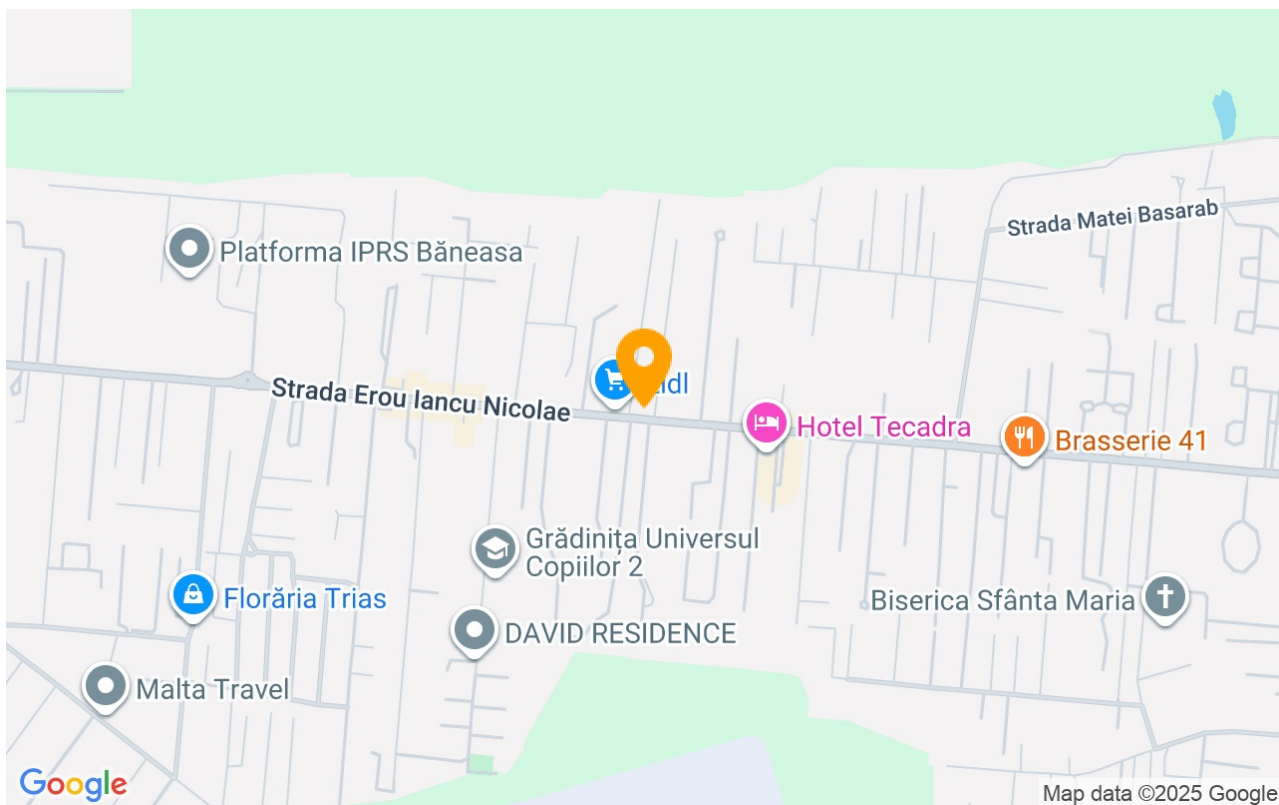 Strada Matei Basarab
Platforma IPRS Băneasa
Strada Erou Iancu Nicolae
Hotel Tecadra
Brasserie 41
Grădinița Universul
Copiilor 2
Florăria Trias
Biserica Sfânta Maria
DAVID RESIDENCE
Malta Travel
Google
Map data ©2025 Google